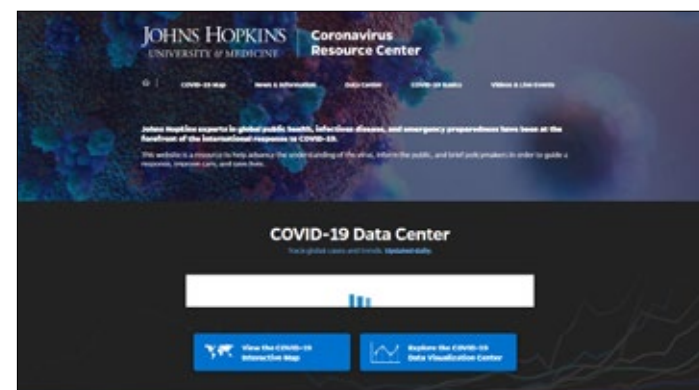 JOHNS HOPKINS
UNIVERSITY & MEDICINE
Coronavirus
Resource Center
COVID-19 Map
News & Information
Data Center
COVID-19 Basics
Videos & Live Events
Johns Hopkins experts in global public health, infectious disease, and emergency preparedness have been at the
forefront of the international response to COVID-19.
This website is a resource to help advance the understanding of the virus, inform the public, and brief policymakers in order to guide a
response, improve care, and save lives.
COVID-19 Data Center
Track global cases and trends. Updated daily.
View the COVID-19
Interactive Map
Explore the COVID-19
Data Visualization Center